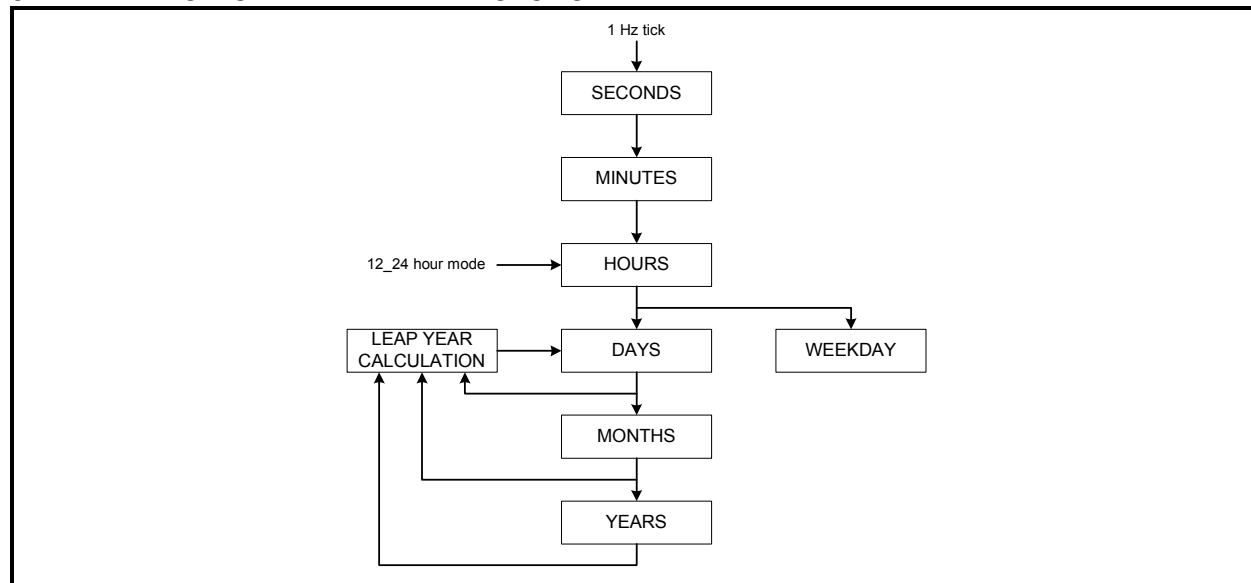 1 Hz tick
SECONDS
MINUTES
12_24 hour mode
HOURS
LEAP YEAR
CALCULATION
DAYS
WEEKDAY
MONTHS
YEARS